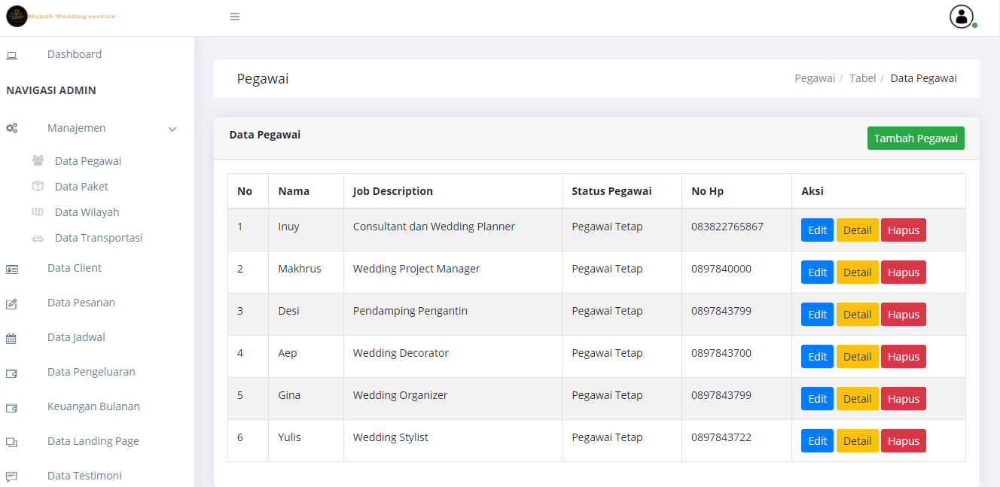 Makah Wedding service
Dashboard
NAVIGASI ADMIN
Manajemen
Data Pegawai
Data Paket
Data Wilayah
Data Transportasi
Data Client
Data Pesanan
Data Jadwal
Data Pengeluaran
Keuangan Bulanan
Data Landing Page
Data Testimoni
Pegawai
Pegawai / Tabel / Data Pegawai
Data Pegawai
Tambah Pegawai
No Nama Job Description Status Pegawai No Hp Aksi
1 Inuy Consultant dan Wedding Planner Pegawai Tetap 083822765867 Edit Detail Hapus
2 Makhrus Wedding Project Manager Pegawai Tetap 0897840000 Edit Detail Hapus
3 Desi Pendamping Pengantin Pegawai Tetap 0897843799 Edit Detail Hapus
4 Aep Wedding Decorator Pegawai Tetap 0897843700 Edit Detail Hapus
5 Gina Wedding Organizer Pegawai Tetap 0897843799 Edit Detail Hapus
6 Yulis Wedding Stylist Pegawai Tetap 0897843722 Edit Detail Hapus